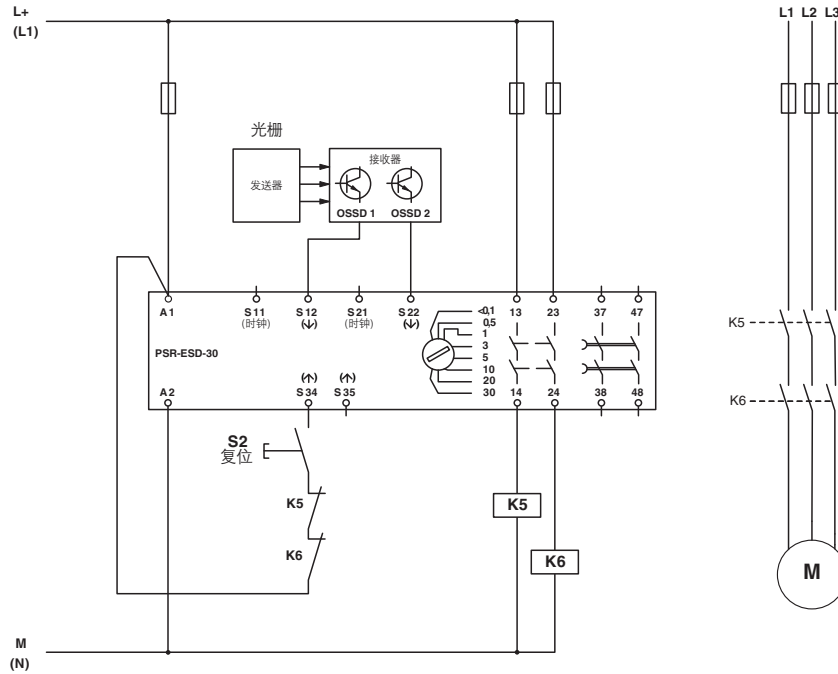 L+
(L1)
L1 L2 L3
光栅
发送器
接收器
OSSD 1 OSSD 2
A1 S11 S12 S21 S22 <0,1 13 23 37 47
(时钟) (时钟)
0,5
1
3
5
10
20
30
PSR-ESD-30
A2 S34 S35 14 24 38 48
K5
K6
S2
复位
K5
K6
K5
K6
M
M
(N)